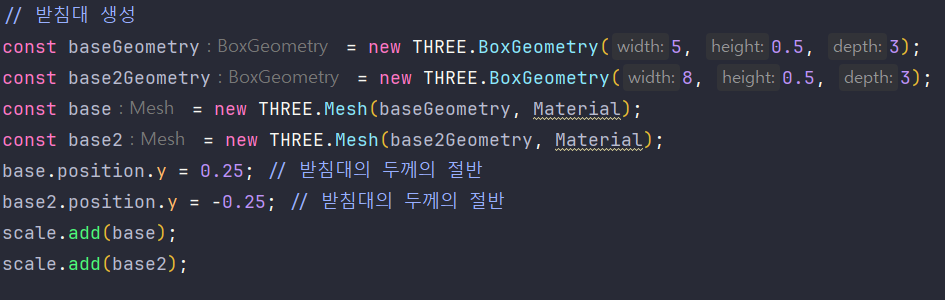 // 받침대 생성
const baseGeometry : BoxGeometry = new THREE.BoxGeometry( width: 5, height: 0.5, depth: 3);
const base2Geometry : BoxGeometry = new THREE.BoxGeometry( width: 8, height: 0.5, depth: 3);
const base : Mesh = new THREE.Mesh(baseGeometry, Material);
const base2 : Mesh = new THREE.Mesh(base2Geometry, Material);
base.position.y = 0.25; // 받침대의 두께의 절반
base2.position.y = -0.25; // 받침대의 두께의 절반
scale.add(base);
scale.add(base2);